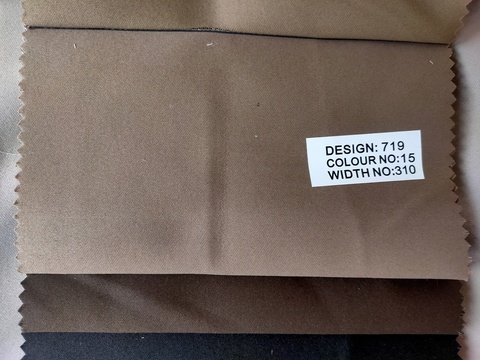 DESIGN: 719
COLOUR NO:15
WIDTH NO:310